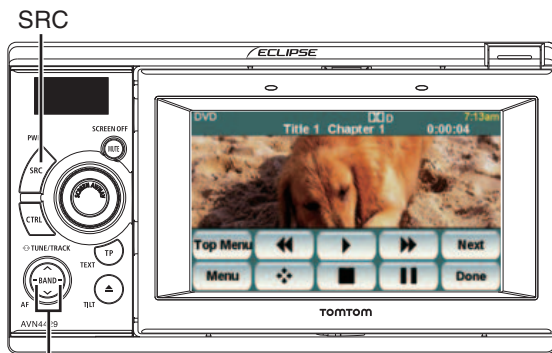 SRC
ECLIPSE
PWR
SCREEN OFF
MUTE
SRC
CTRL
TUNE/TRACK
TP
TEXT
BAND
AF
TILT
AVN4429
DVD
D
7:13am
Title 1 Chapter 1
0:00:04
Top Menu
Next
Menu
Done
TOMTOM